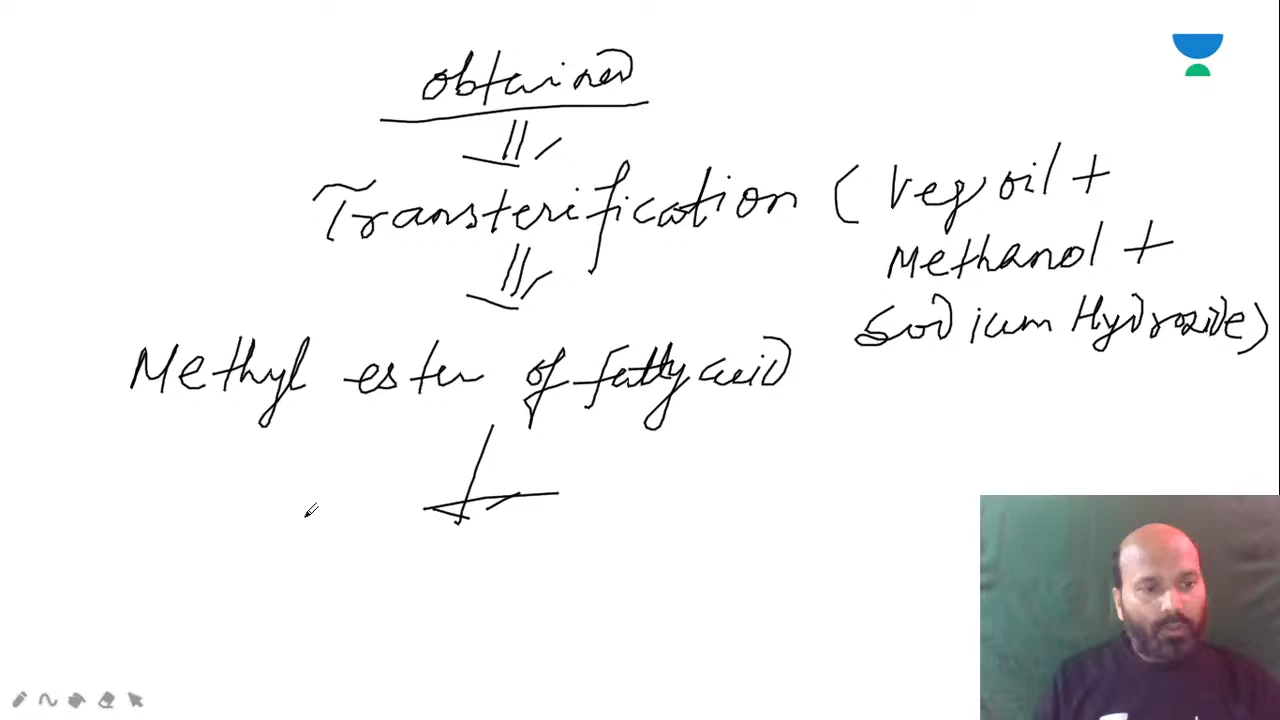 obtained
Transterification ( veg oil +
Methanol +
Sodium Hydroxide)
Methyl ester of fatty acid